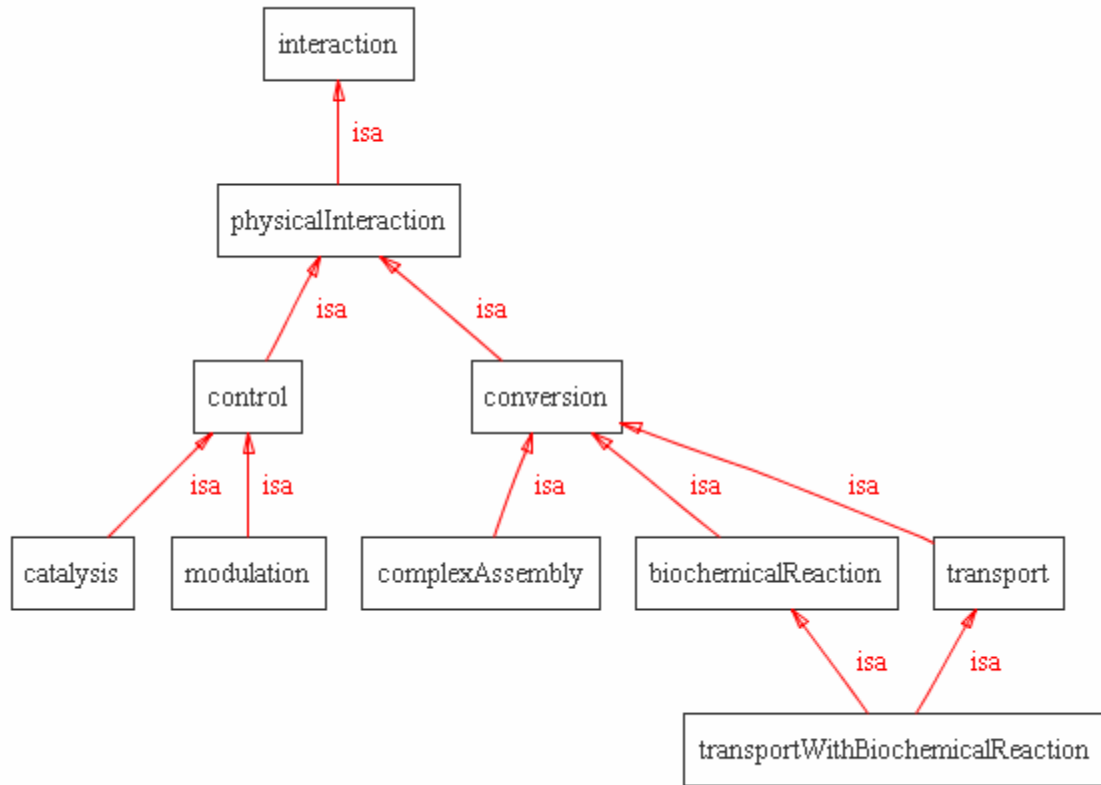 interaction
isa
physicalInteraction
isa
isa
control
conversion
isa
isa
isa
isa
isa
catalysis
modulation
complexAssembly
biochemicalReaction
transport
isa
isa
transportWithBiochemicalReaction